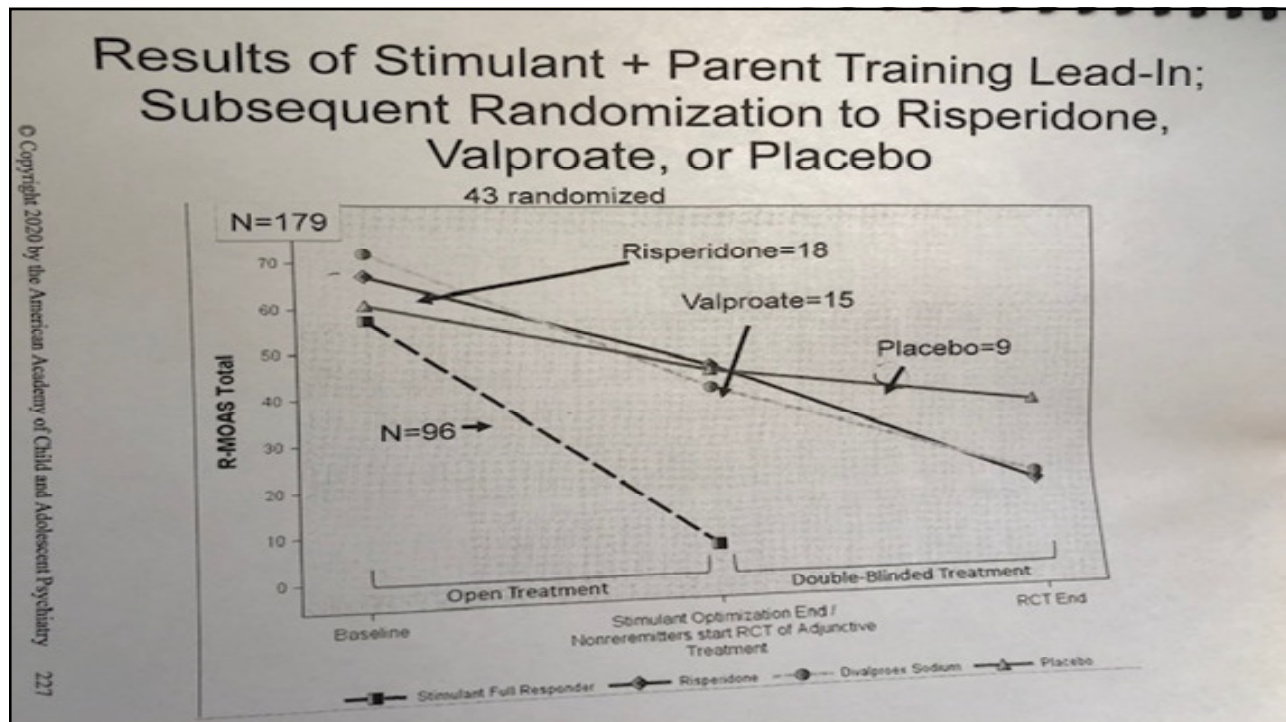 Results of Stimulant + Parent Training Lead-In;
Subsequent Randomization to Risperidone,
Valproate, or Placebo
43 randomized
N=179
Risperidone=18
Valproate=15
Placebo=9
N=96
R-MOAS Total
70
60
50
40
30
20
10
0
Open Treatment
Double-Blinded Treatment
Baseline
Stimulant Optimization End /
Nonreremitters start RCT of Adjunctive
Treatment
RCT End
Stimulant Full Responder
Risperidone
Divalproex Sodium
Placebo
© Copyright 2020 by the American Academy of Child and Adolescent Psychiatry 227